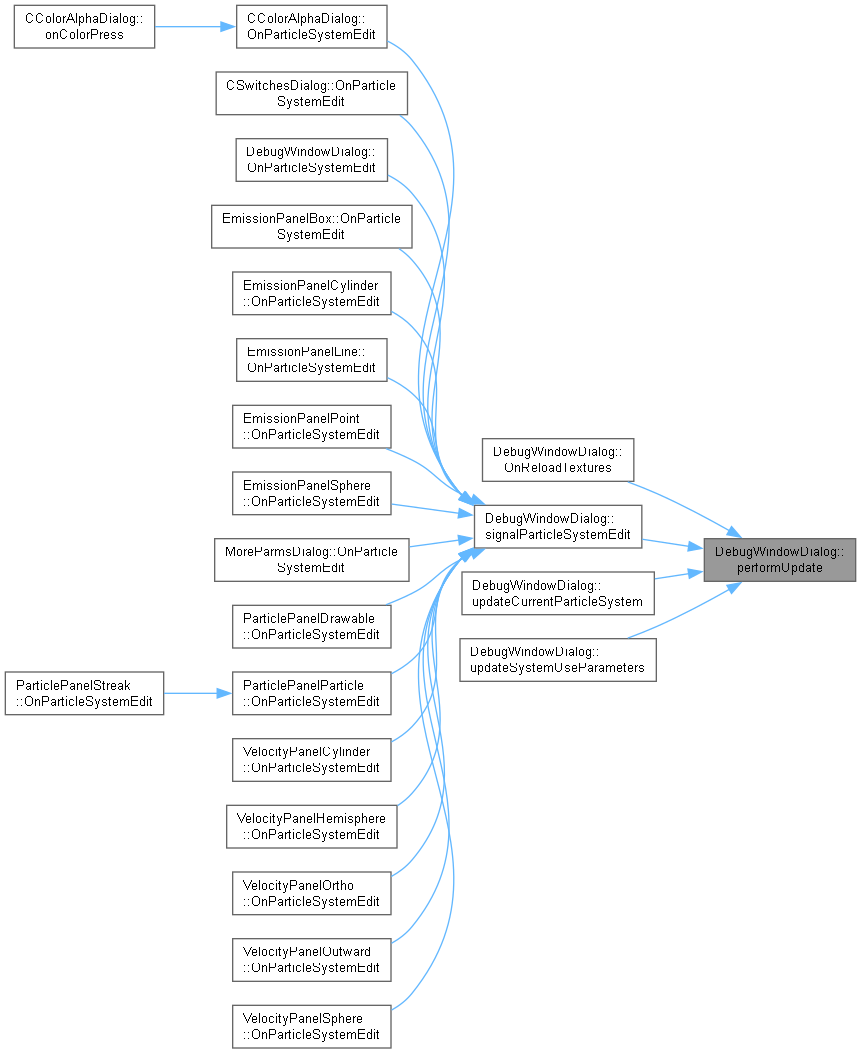 CColorAlphaDialog::
onColorPress
CColorAlphaDialog::
OnParticleSystemEdit
CSwitchesDialog::OnParticle
SystemEdit
DebugWindowDialog::
OnParticleSystemEdit
EmissionPanelBox::OnParticle
SystemEdit
EmissionPanelCylinder
::OnParticleSystemEdit
EmissionPanelLine::
OnParticleSystemEdit
EmissionPanelPoint
::OnParticleSystemEdit
EmissionPanelSphere
::OnParticleSystemEdit
MoreParmsDialog::OnParticle
SystemEdit
ParticlePanelDrawable
::OnParticleSystemEdit
ParticlePanelStreak
::OnParticleSystemEdit
ParticlePanelParticle
::OnParticleSystemEdit
VelocityPanelCylinder
::OnParticleSystemEdit
VelocityPanelHemisphere
::OnParticleSystemEdit
VelocityPanelOrtho
::OnParticleSystemEdit
VelocityPanelOutward
::OnParticleSystemEdit
VelocityPanelSphere
::OnParticleSystemEdit
DebugWindowDialog::
OnReloadTextures
DebugWindowDialog::
signalParticleSystemEdit
DebugWindowDialog::
updateCurrentParticleSystem
DebugWindowDialog::
updateSystemUseParameters
DebugWindowDialog::
performUpdate